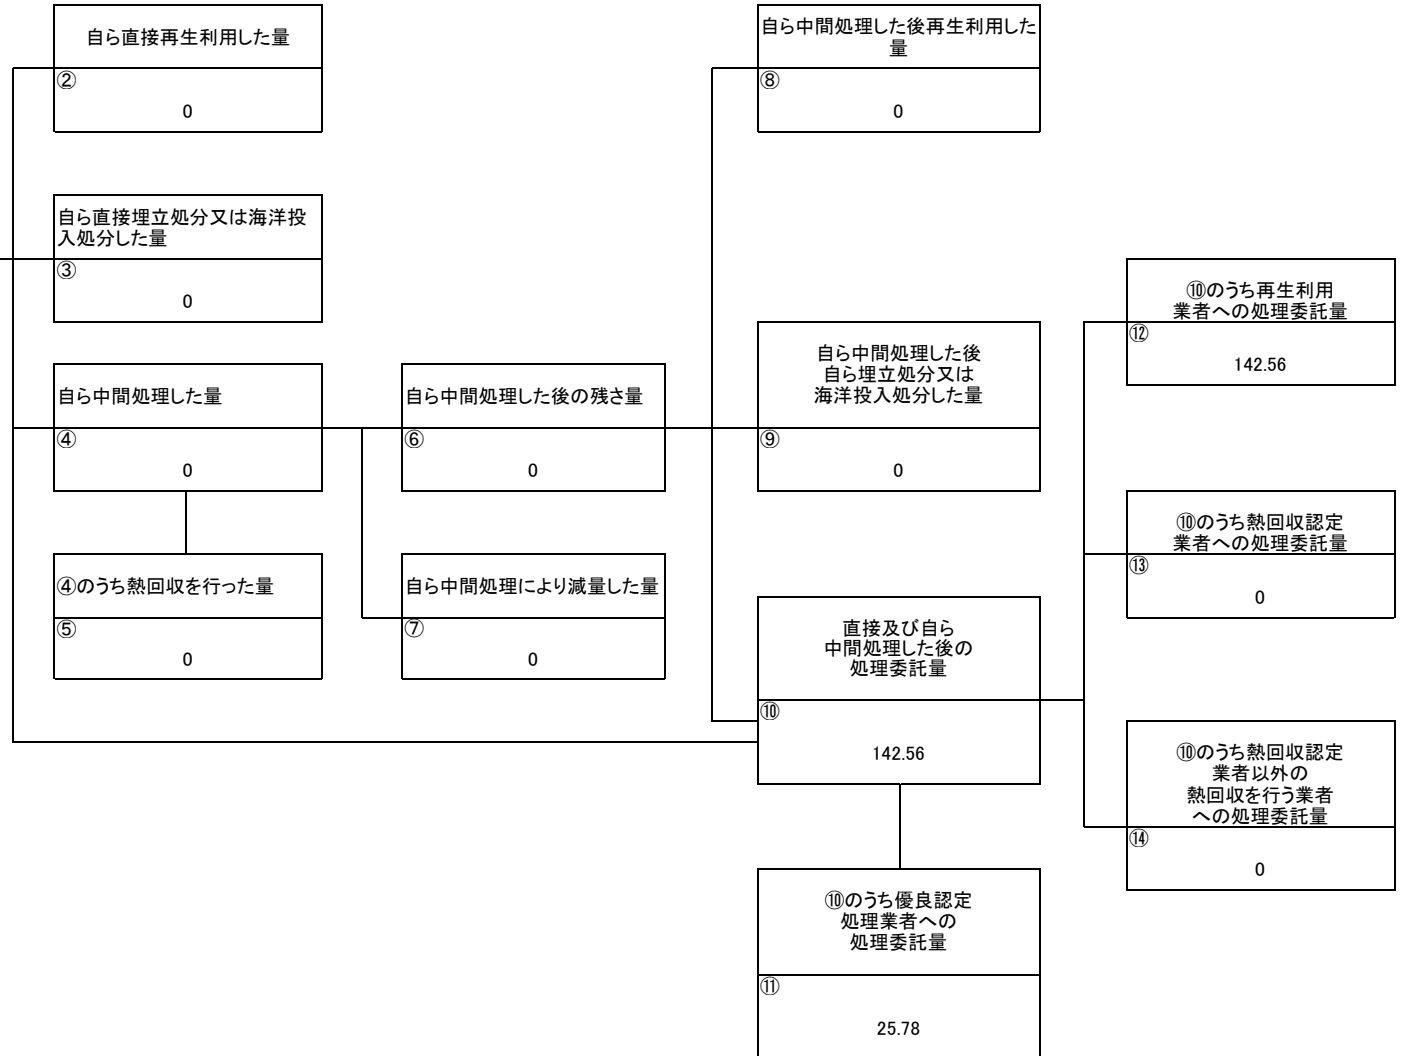 自ら直接再生利用した量
②
0
自ら直接埋立処分又は海洋投
入処分した量
③
0
自ら中間処理した量
④
0
④のうち熱回収を行った量
⑤
0
自ら中間処理した後の残さ量
⑥
0
自ら中間処理により減量した量
⑦
0
自ら中間処理した後再生利用した
量
⑧
0
自ら中間処理した後
自ら埋立処分又は
海洋投入処分した量
⑨
0
直接及び自ら
中間処理した後の
処理委託量
⑩
142.56
⑩のうち優良認定
処理業者への
処理委託量
⑪
25.78
⑩のうち再生利用
業者への処理委託量
⑫
142.56
⑩のうち熱回収認定
業者への処理委託量
⑬
0
⑩のうち熱回収認定
業者以外の
熱回収を行う業者
への処理委託量
⑭
0